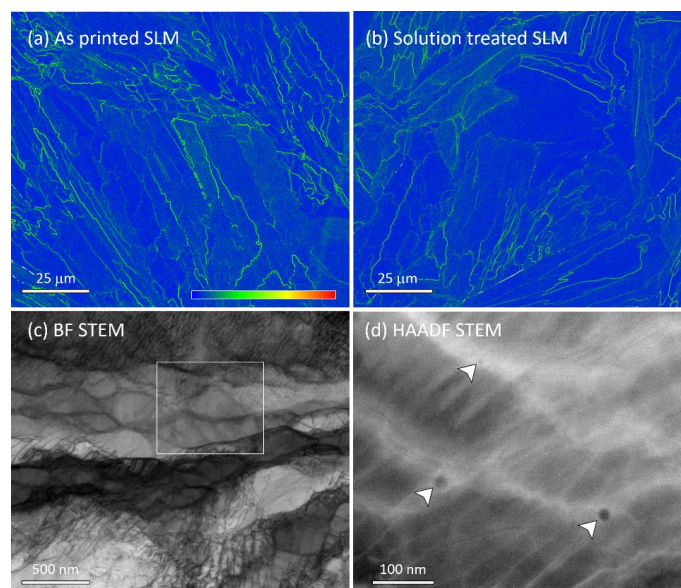 (a) As printed SLM
(b) Solution treated SLM
25 μm
25 μm
(c) BF STEM
(d) HAADF STEM
500 nm
100 nm